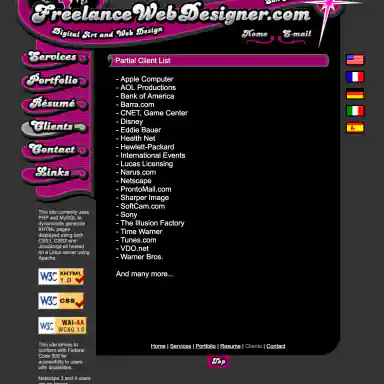 FreelanceWebDesigner.com
Digital Art and Web Design
Home
E-mail
Services
Portfolio
Résumé
Clients
Contact
Links
Partial Client List
- Apple Computer
- AOL Productions
- Bank of America
- Barra.com
- CNET, Game Center
- Disney
- Eddie Bauer
- Health Net
- Hewlett-Packard
- International Events
- Lucas Licensing
- Narus.com
- Netscape
- ProntoMail.com
- Sharper Image
- SoftCam.com
- Sony
- The Illusion Factory
- Time Warner
- Tunes.com
- VDO.net
- Warner Bros.
And many more...
This site currently uses
PHP and MySQL to
dynamically generate
XHTML pages
displayed using both
CSS1, CSS2 and
JavaScript all hosted
on a Linux server using
Apache.
W3C XHTML 1.0
W3C CSS
W3C WAI-AA WCAG 1.0
This site strives to
conform with Federal
Code 508 for
accessibility to users
with disabilities.
Netscape 3 and 4 users
Home | Services | Portfolio | Resume | Clients | Contact
Top